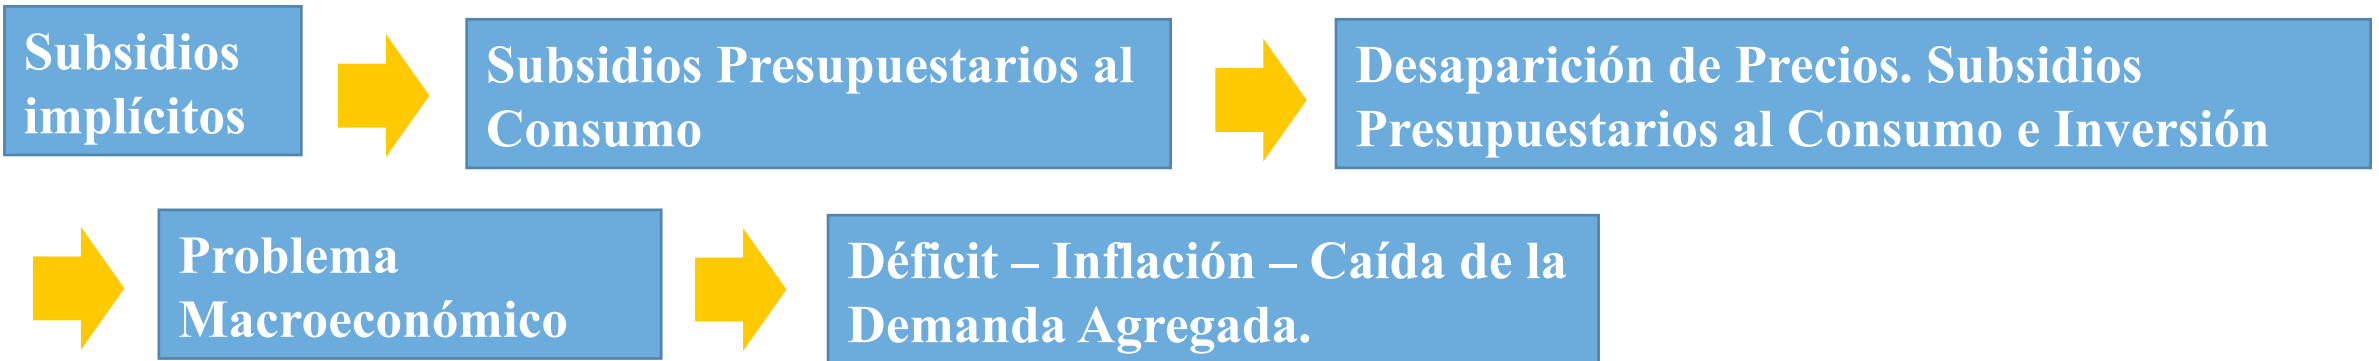 Subsidios
implícitos
Subsidios Presupuestarios al
Consumo
Desaparición de Precios. Subsidios
Presupuestarios al Consumo e Inversión
Problema
Macroeconómico
Déficit – Inflación – Caída de la
Demanda Agregada.